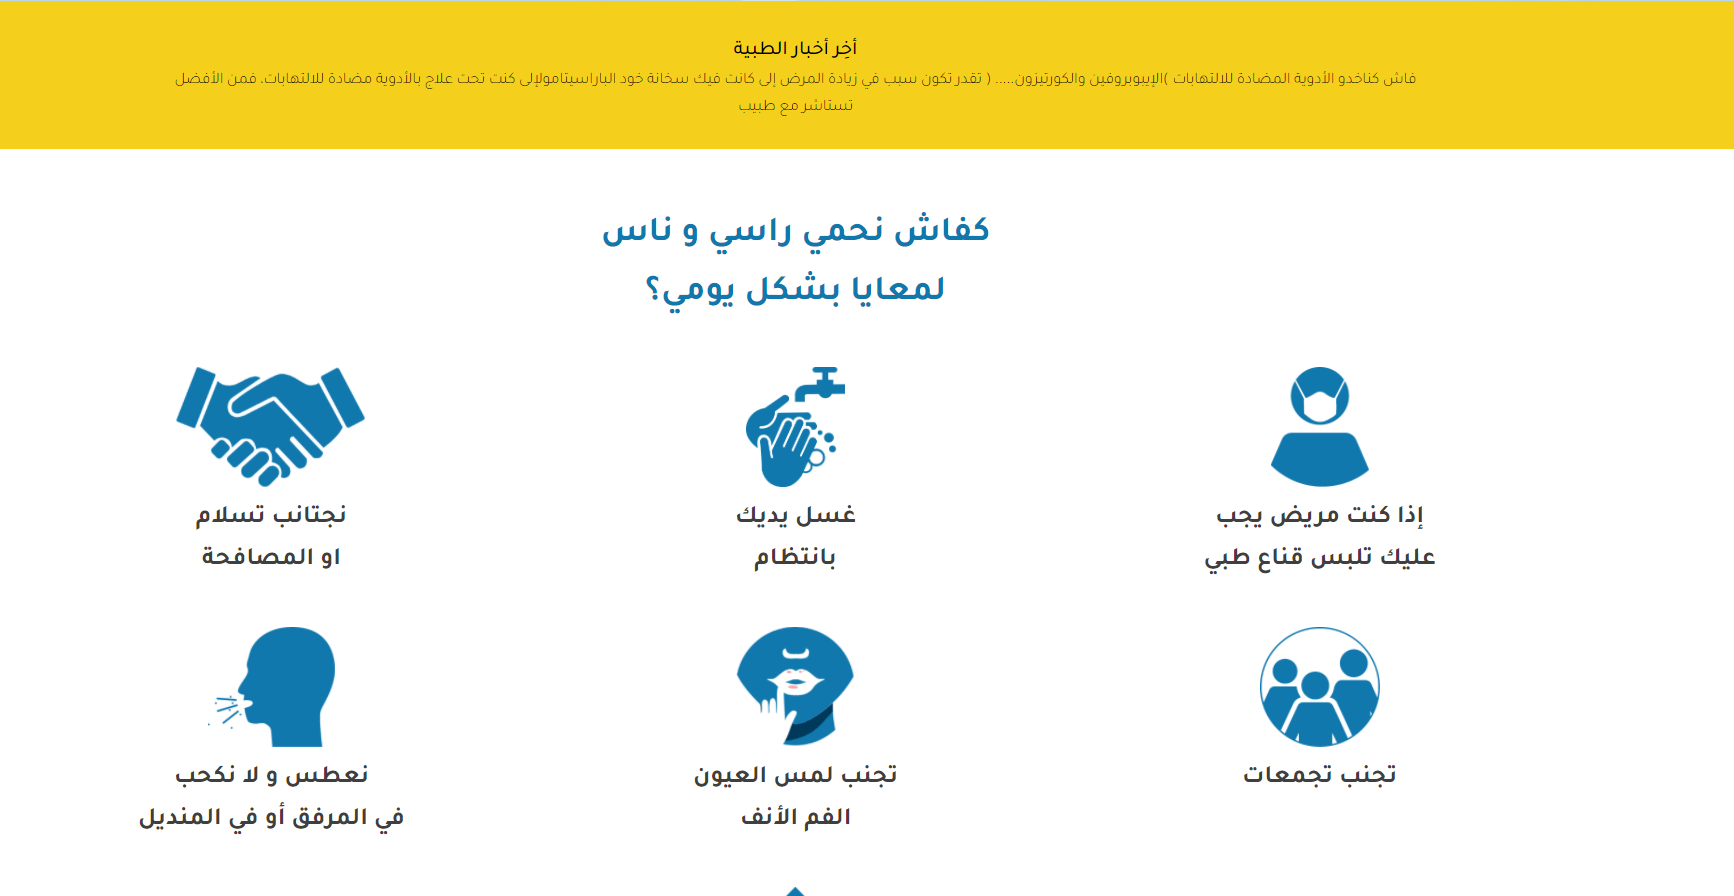 أخِر أخبار الطبية
فاش كناخدو الأدوية المضادة للالتهابات )الإيبوبروفين والكورتيزون..... ( تقدر تكون سبب في زيادة المرض إلى كانت فيك سخانة خود الباراسيتامولإلى كنت تحت علاج بالأدوية مضادة للالتهابات، فمن الأفضل
تستاشر مع طبيب
كفاش نحمي راسي و ناس
لمعايا بشكل يومي؟
إذا كنت مريض يجب
عليك تلبس قناع طبي
غسل يديك
بانتظام
نجتانب تسلام
او المصافحة
تجنب تجمعات
تجنب لمس العيون
الفم الأنف
نعطس و لا نكحب
في المرفق أو في المنديل